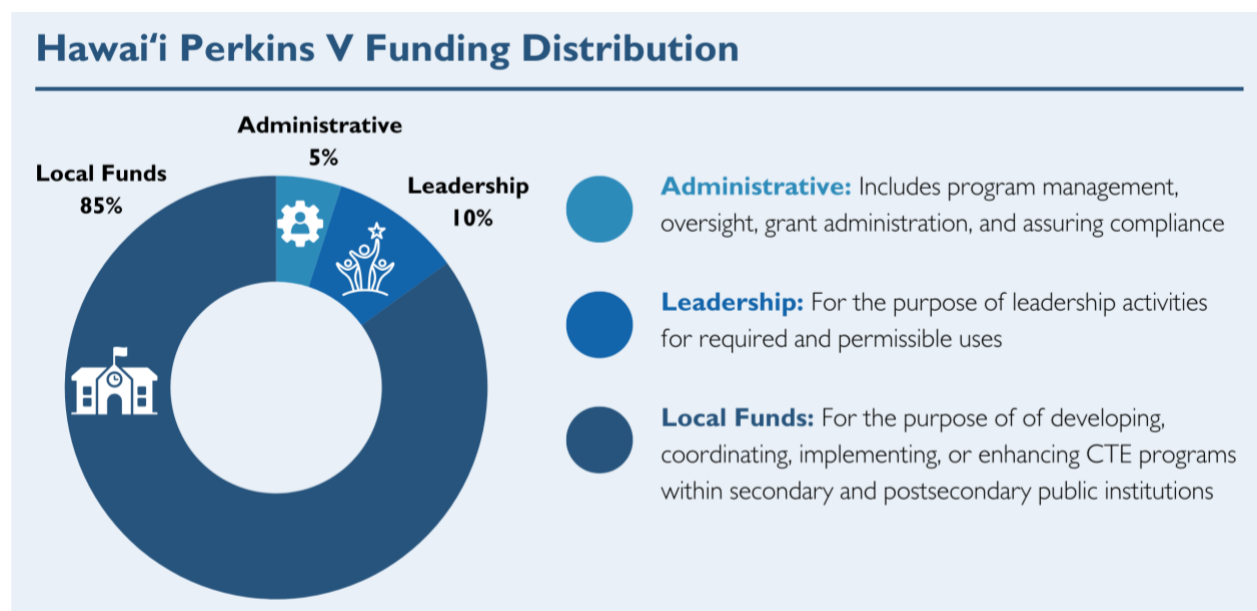 Hawai‘i Perkins V Funding Distribution
Administrative
5%
Local Funds
85%
Leadership
10%
Administrative: Includes program management,
oversight, grant administration, and assuring compliance
Leadership: For the purpose of leadership activities
for required and permissible uses
Local Funds: For the purpose of of developing,
coordinating, implementing, or enhancing CTE programs
within secondary and postsecondary public institutions